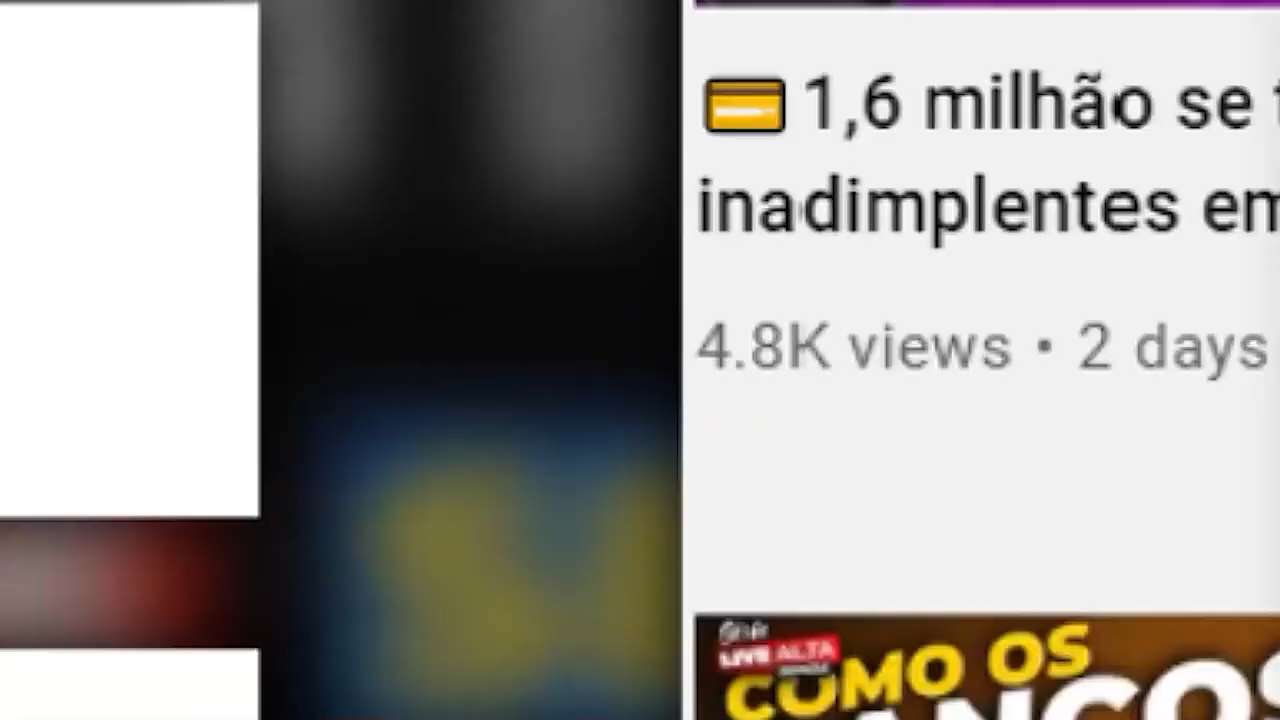 1,6 milhão se
inadimplentes em
4.8K views • 2 days
LIVE ALTA
COMO OS